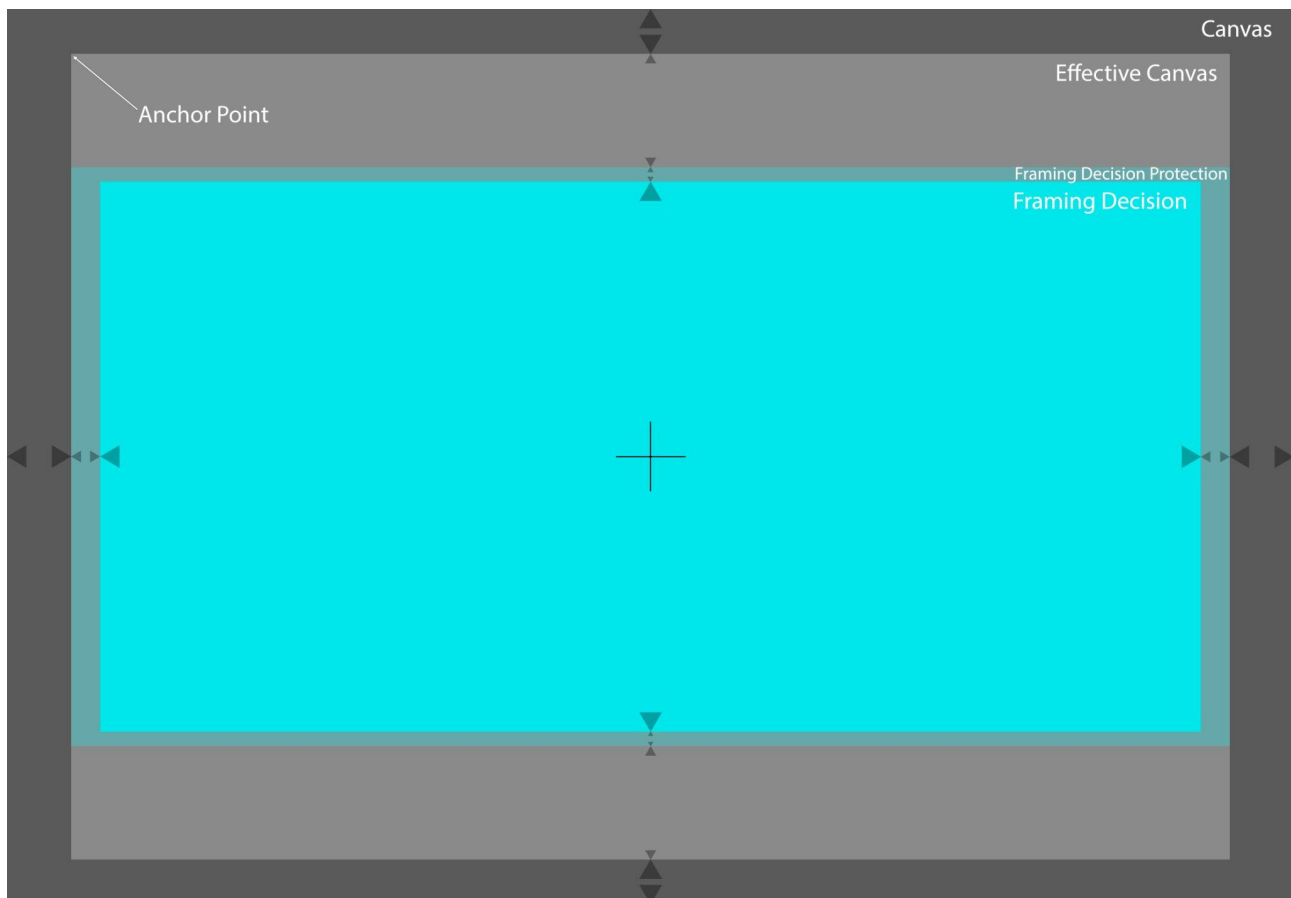 Canvas
Effective Canvas
Anchor Point
Framing Decision Protection
Framing Decision